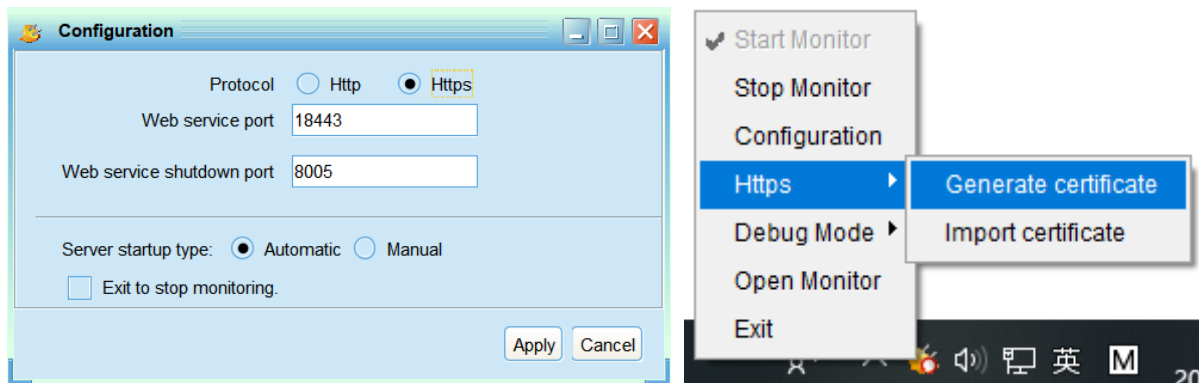 Configuration
Protocol Http Https
Web service port 18443
Web service shutdown port 8005
Server startup type: Automatic Manual
Exit to stop monitoring.
Apply Cancel
Start Monitor
Stop Monitor
Configuration
Https Generate certificate
Debug Mode Import certificate
Open Monitor
Exit
英 M
20